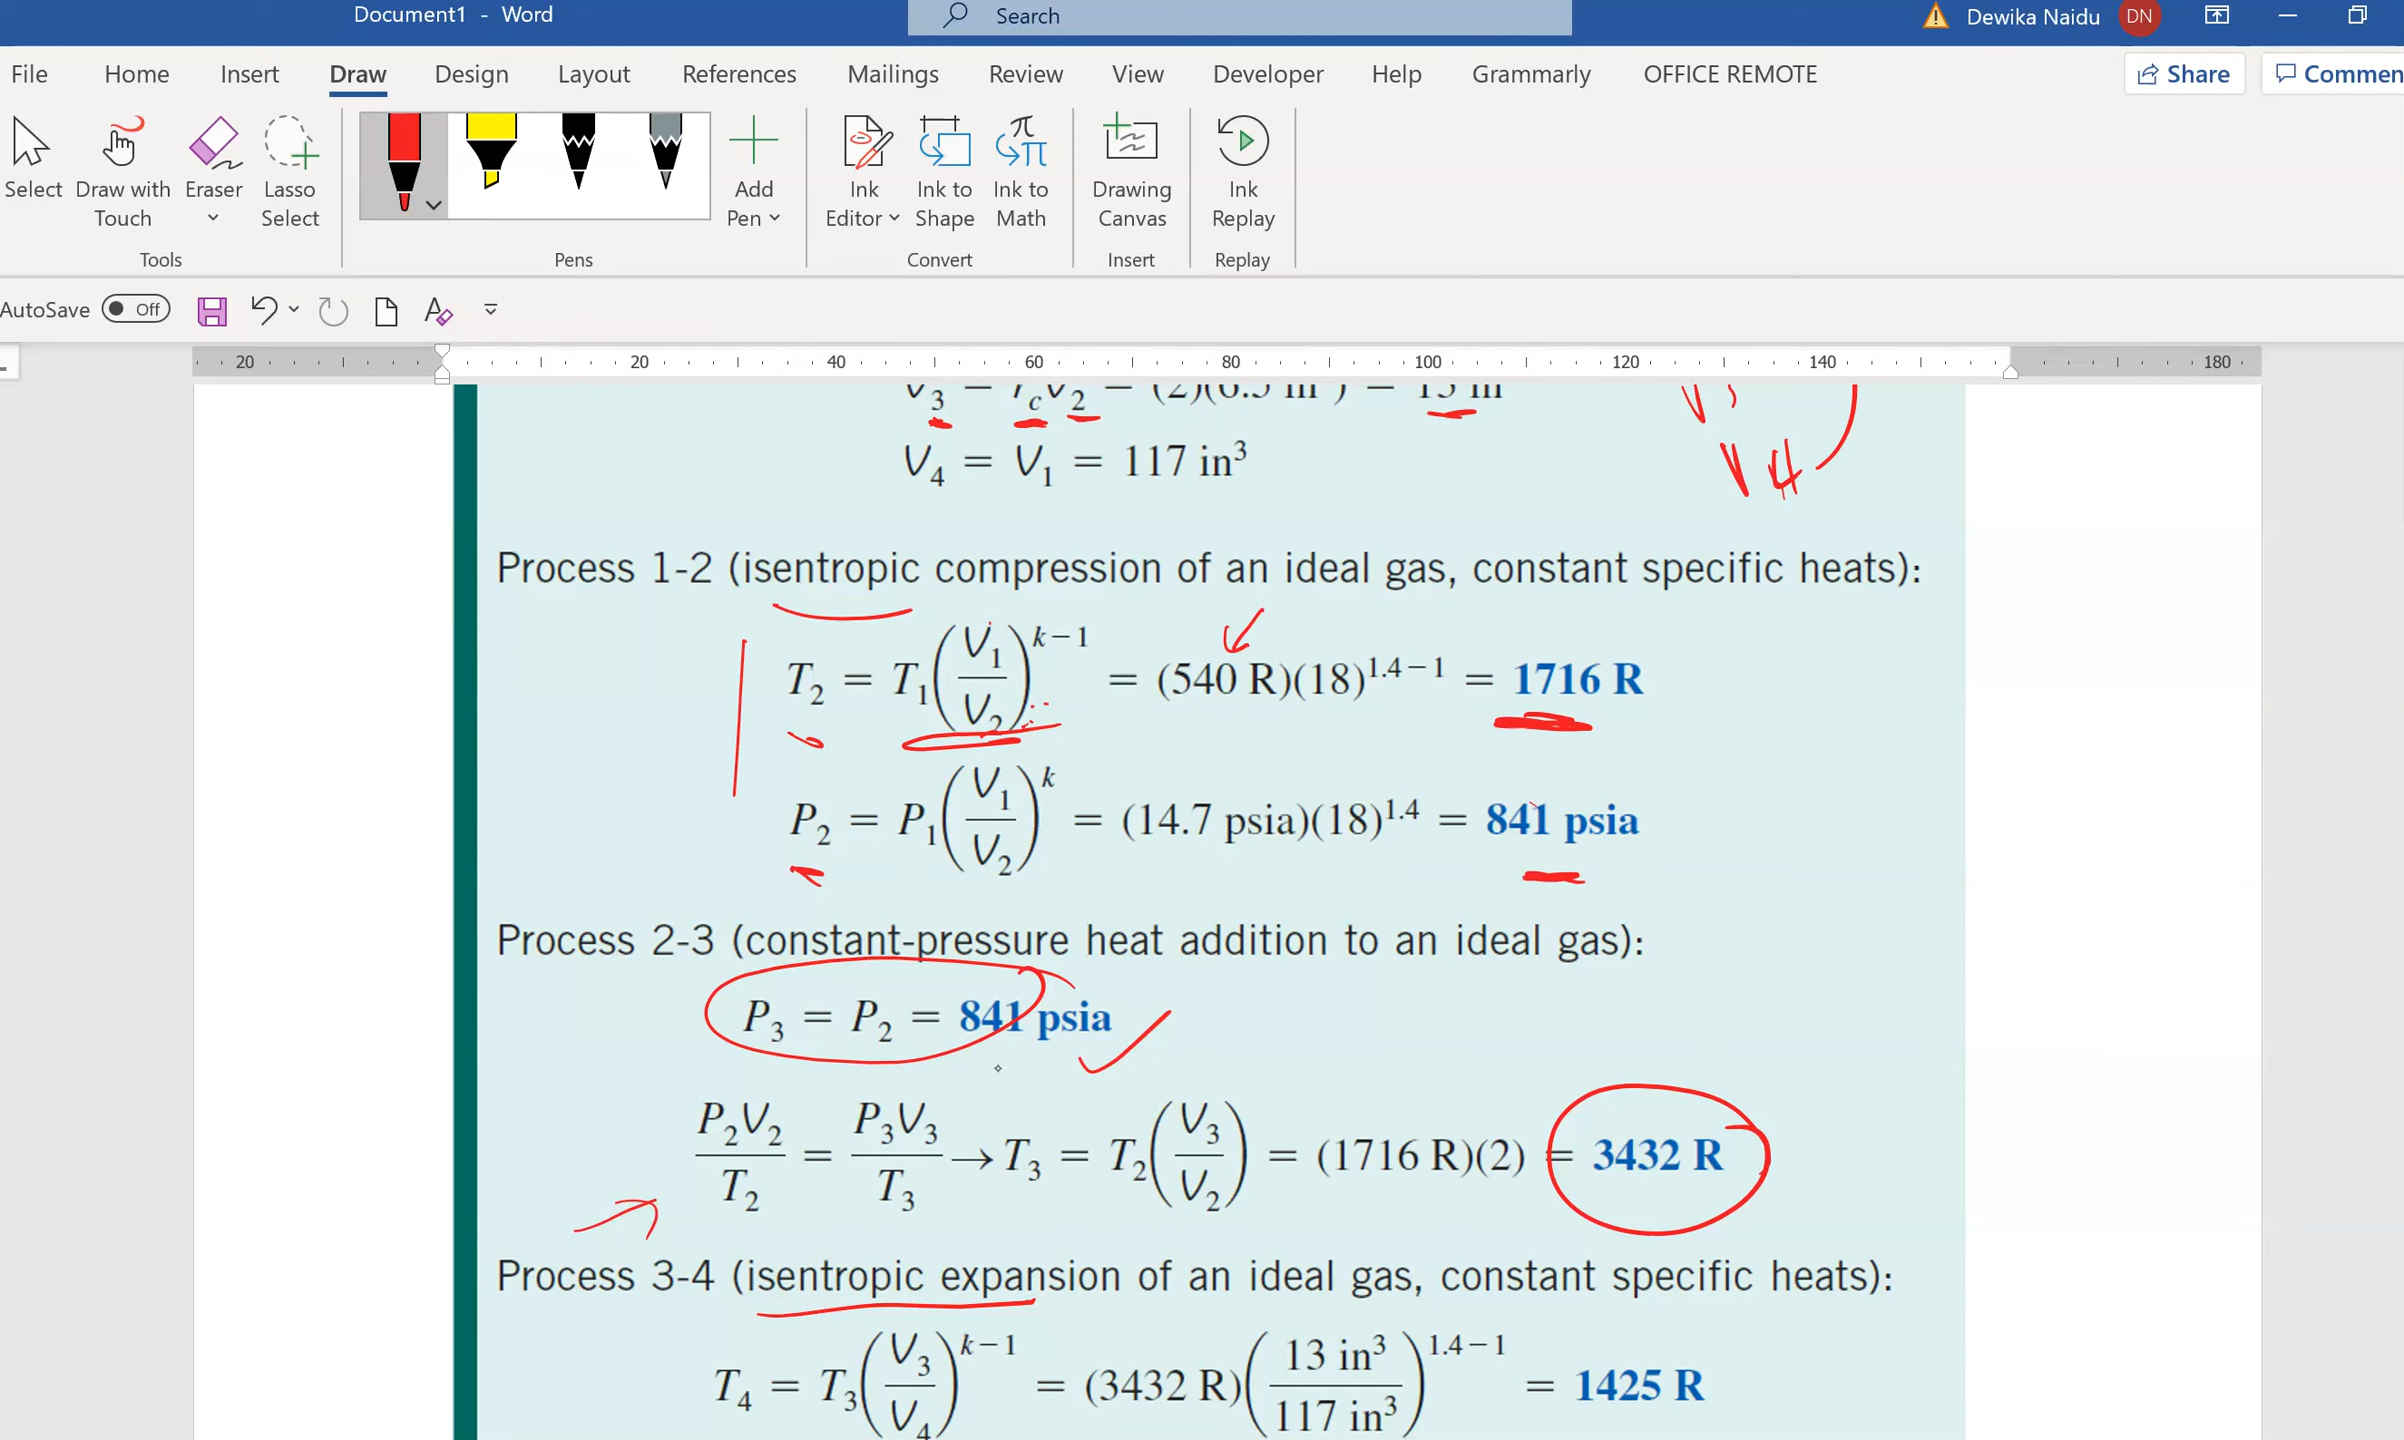 Document1 - Word
Search
Dewika Naidu DN
File Home Insert Draw Design Layout References Mailings Review View Developer Help Grammarly OFFICE REMOTE Share Commen
Select Draw with Touch Eraser Lasso Select Add Pen Ink Editor Ink to Shape Ink to Math Drawing Canvas Ink Replay
Tools Pens Convert Insert Replay
AutoSave Off
20 20 40 60 80 100 120 140 180
V₄ = V₁ = 117 in³
V 4
Process 1-2 (isentropic compression of an ideal gas, constant specific heats):
T₂ = T₁(V₁/V₂)^(k−1) = (540 R)(18)^(1.4−1) = 1716 R
P₂ = P₁(V₁/V₂)^k = (14.7 psia)(18)^1.4 = 841 psia
Process 2-3 (constant-pressure heat addition to an ideal gas):
P₃ = P₂ = 841 psia
P₂V₂/T₂ = P₃V₃/T₃ → T₃ = T₂(V₃/V₂) = (1716 R)(2) = 3432 R
Process 3-4 (isentropic expansion of an ideal gas, constant specific heats):
T₄ = T₃(V₃/V₄)^(k−1) = (3432 R)(13 in³/117 in³)^(1.4−1) = 1425 R